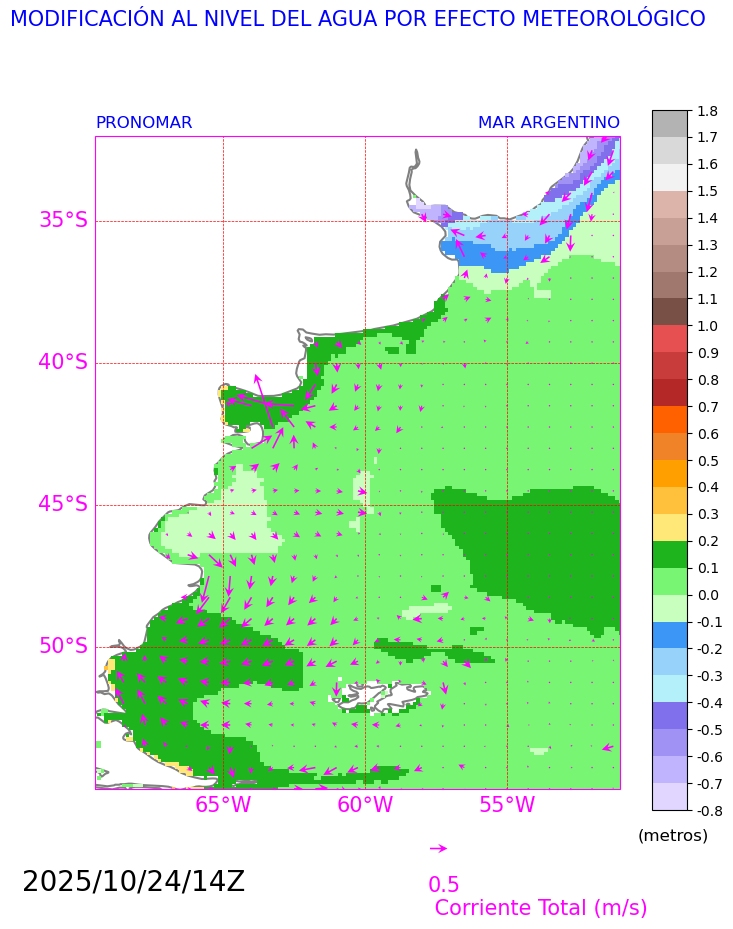 MODIFICACIÓN AL NIVEL DEL AGUA POR EFECTO METEOROLÓGICO
PRONOMAR MAR ARGENTINO
1.8
1.7
1.6
1.5
1.4
1.3
1.2
1.1
1.0
0.9
0.8
0.7
0.6
0.5
0.4
0.3
0.2
0.1
0.0
-0.1
-0.2
-0.3
-0.4
-0.5
-0.6
-0.7
-0.8
(metros)
35°S
40°S
45°S
50°S
65°W 60°W 55°W
2025/10/24/14Z
0.5
Corriente Total (m/s)